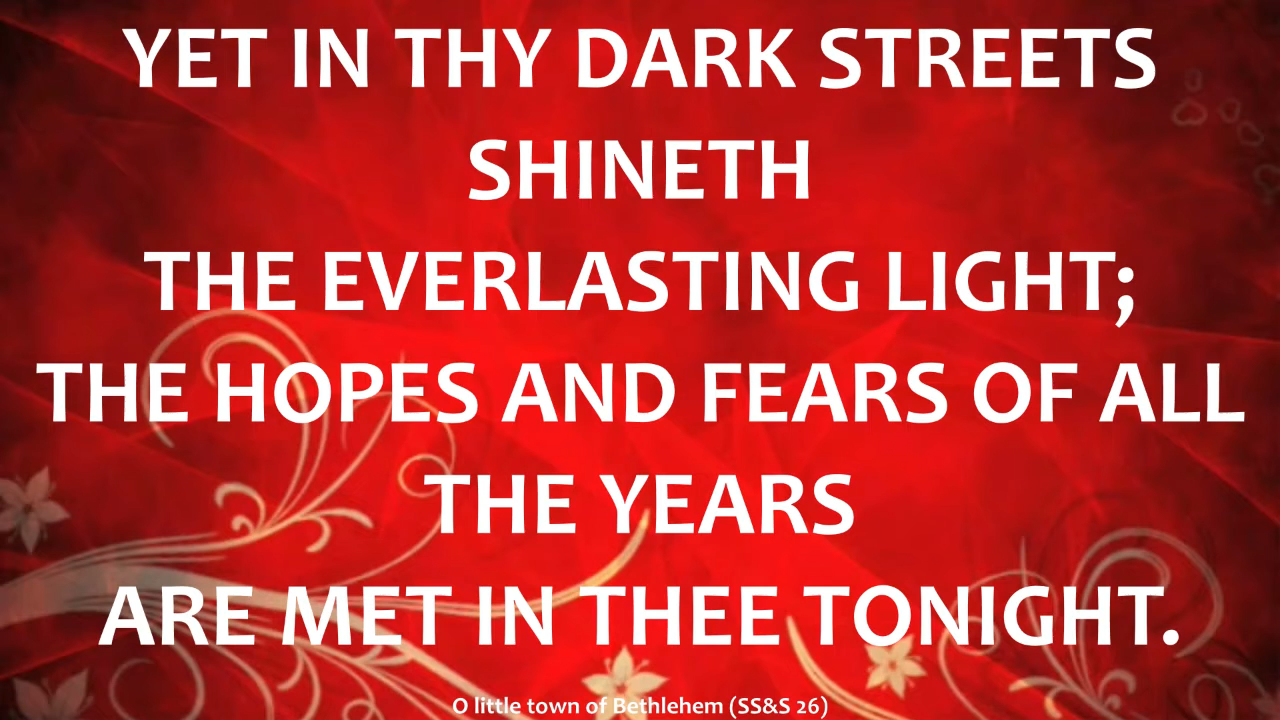 YET IN THY DARK STREETS
SHINETH
THE EVERLASTING LIGHT;
THE HOPES AND FEARS OF ALL
THE YEARS
ARE MET IN THEE TONIGHT.
O little town of Bethlehem (SS&S 26)